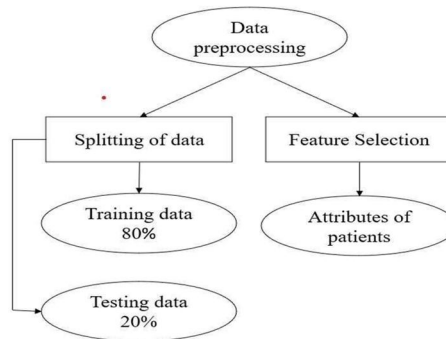 Data
preprocessing
Splitting of data
Feature Selection
Training data
80%
Attributes of
patients
Testing data
20%